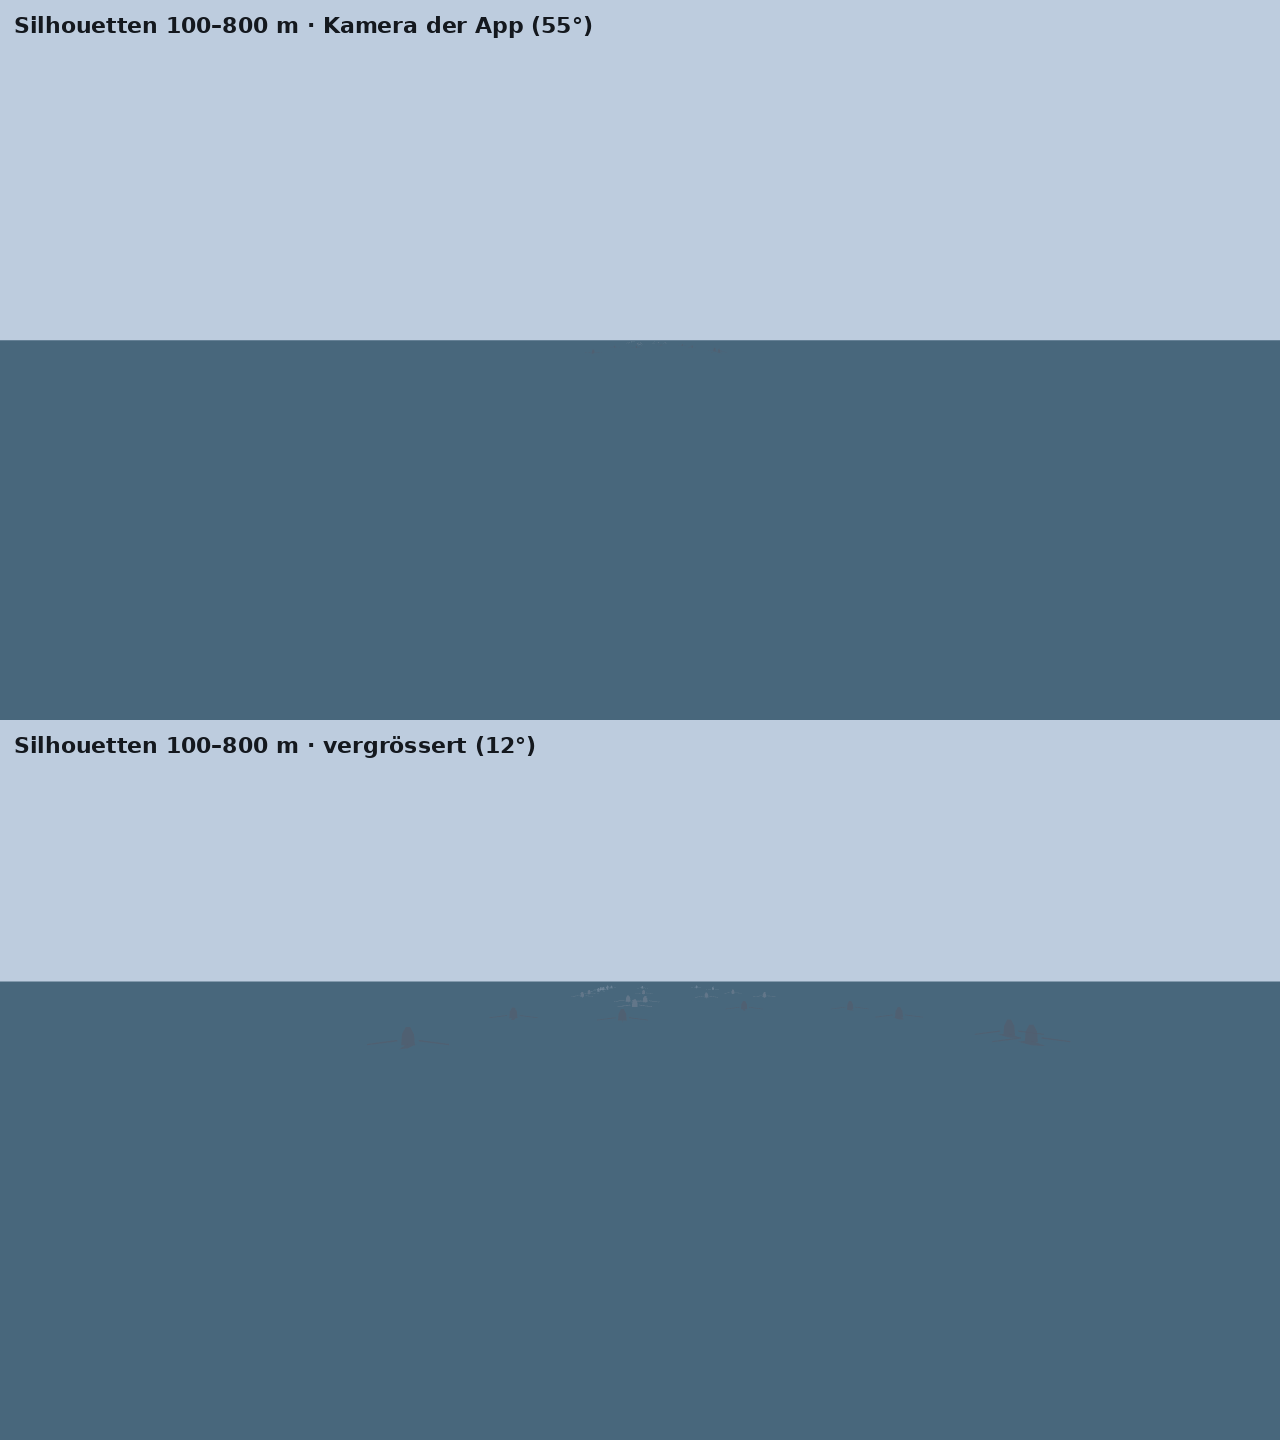 Silhouetten 100–800 m · Kamera der App (55°)
Silhouetten 100–800 m · vergrössert (12°)